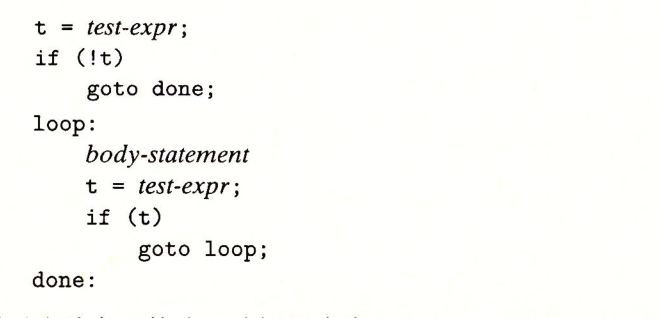 t = test-expr;
if (!t)
goto done;
loop:
body-statement
t = test-expr;
if (t)
goto loop;
done: